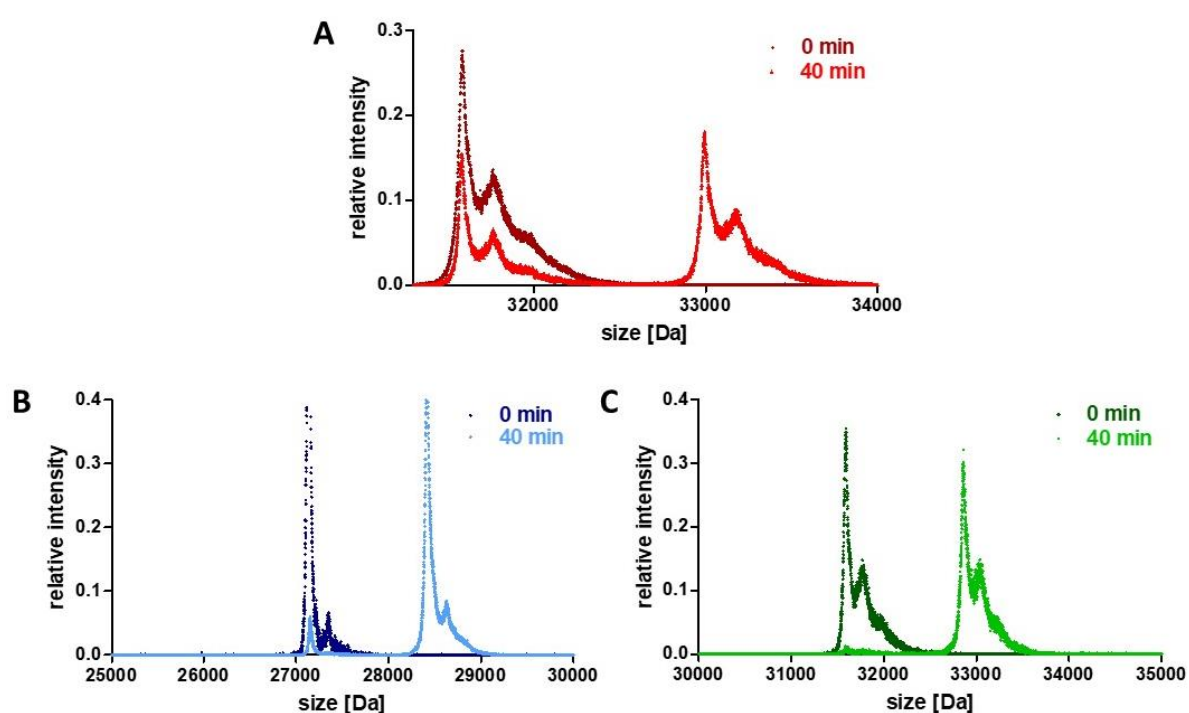 A
relative intensity
0.3
0.2
0.1
0.0
0 min
40 min
32000 33000 34000
size [Da]
B
relative intensity
0.4
0.3
0.2
0.1
0.0
0 min
40 min
25000 26000 27000 28000 29000 30000
size [Da]
C
relative intensity
0.4
0.3
0.2
0.1
0.0
0 min
40 min
30000 31000 32000 33000 34000 35000
size [Da]